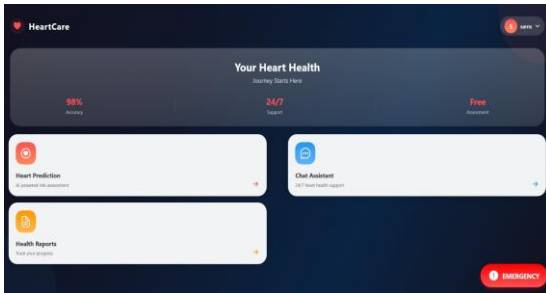 HeartCare
S sams
Your Heart Health
Journey Starts Here
98%
Accuracy
24/7
Support
Free
Assessment
Heart Prediction
AI-powered risk assessment
Chat Assistant
24/7 heart health support
Health Reports
Track your progress
EMERGENCY